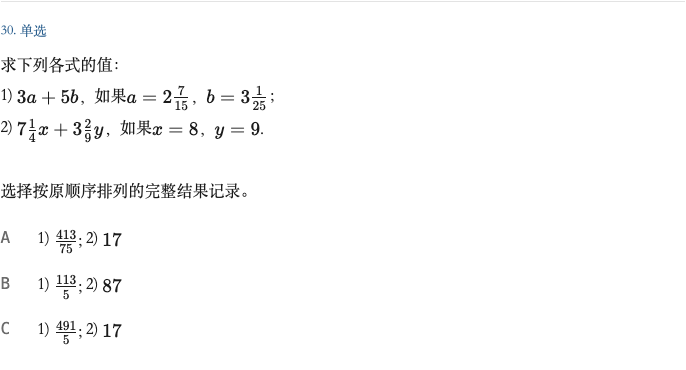 30. 单选
求下列各式的值：
1) 3a + 5b，如果a = 2 7/15，b = 3 1/25；
2) 7 1/4 x + 3 2/9 y，如果x = 8，y = 9.
选择按原顺序排列的完整结果记录。
A 1) 413/75; 2) 17
B 1) 113/5; 2) 87
C 1) 491/5; 2) 17